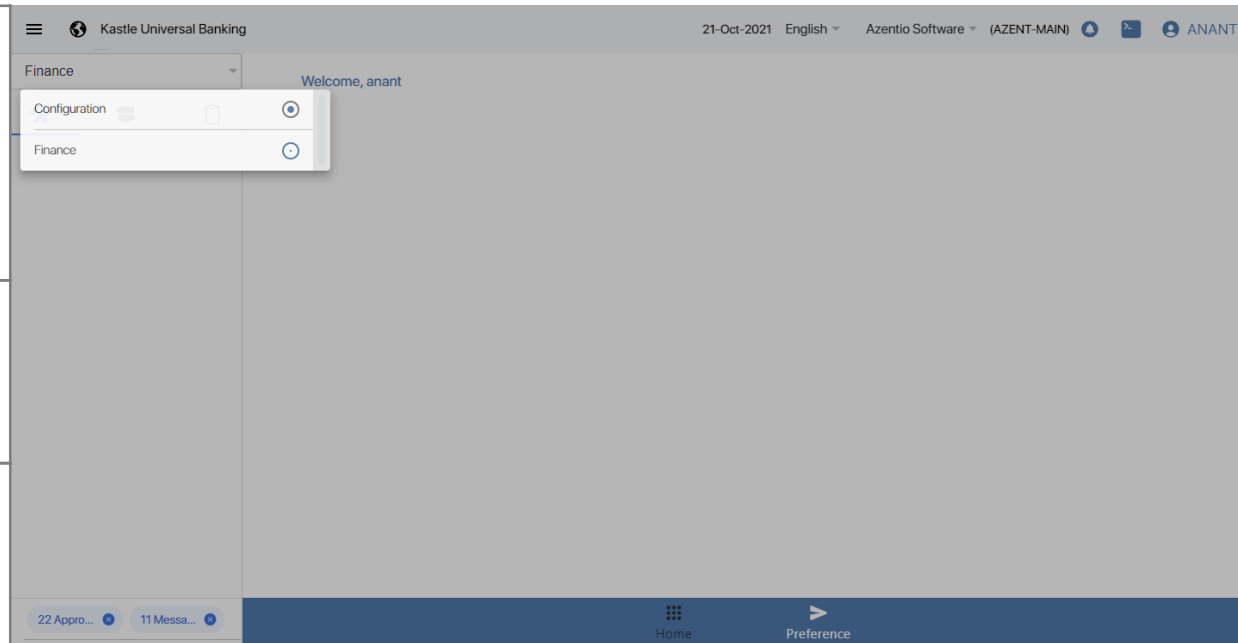 Kastle Universal Banking
21-Oct-2021 English Azentio Software (AZENT-MAIN) ANANT
Finance
Welcome, anant
Configuration
Finance
22 Appro... 11 Messa...
Home Preference